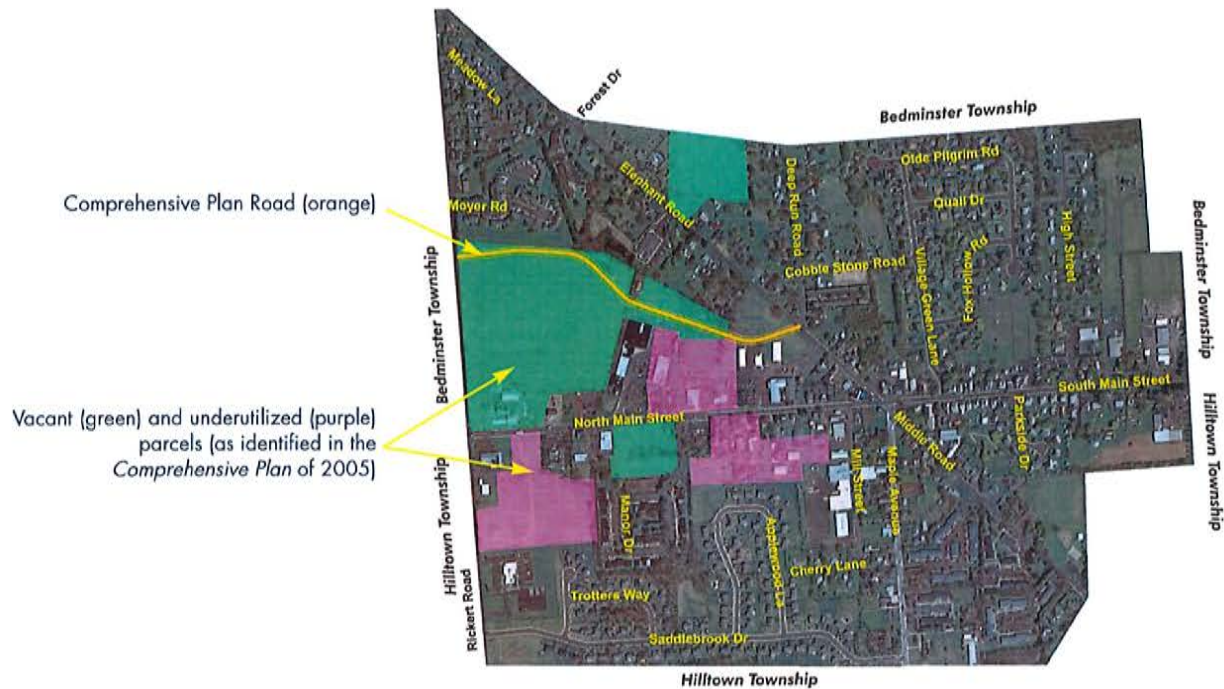 Meadow La
Forest Dr
Bedminster Township
Olde Pilgrim Rd
Elephant Road
Deep Run Road
Quail Dr
High Street
Comprehensive Plan Road (orange)
Moyer Rd
Bedminster Township
Cobble Stone Road
Village Green Lane
Fox Hollow Rd
Bedminster Township
Vacant (green) and underutilized (purple)
parcels (as identified in the
Comprehensive Plan of 2005)
North Main Street
South Main Street
Middle Road
Parkside Dr
Hilltown Township
Hilltown Township
Rickert Road
Manor Dr
Mill Street
Maple Avenue
Applewood La
Cherry Lane
Trotters Way
Saddlebrook Dr
Hilltown Township